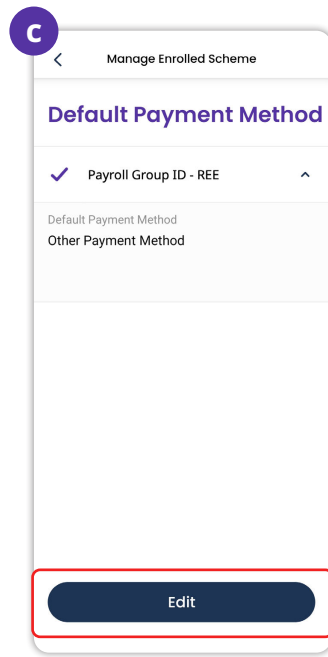 C
Manage Enrolled Scheme
Default Payment Method
Payroll Group ID - REE
Default Payment Method
Other Payment Method
Edit